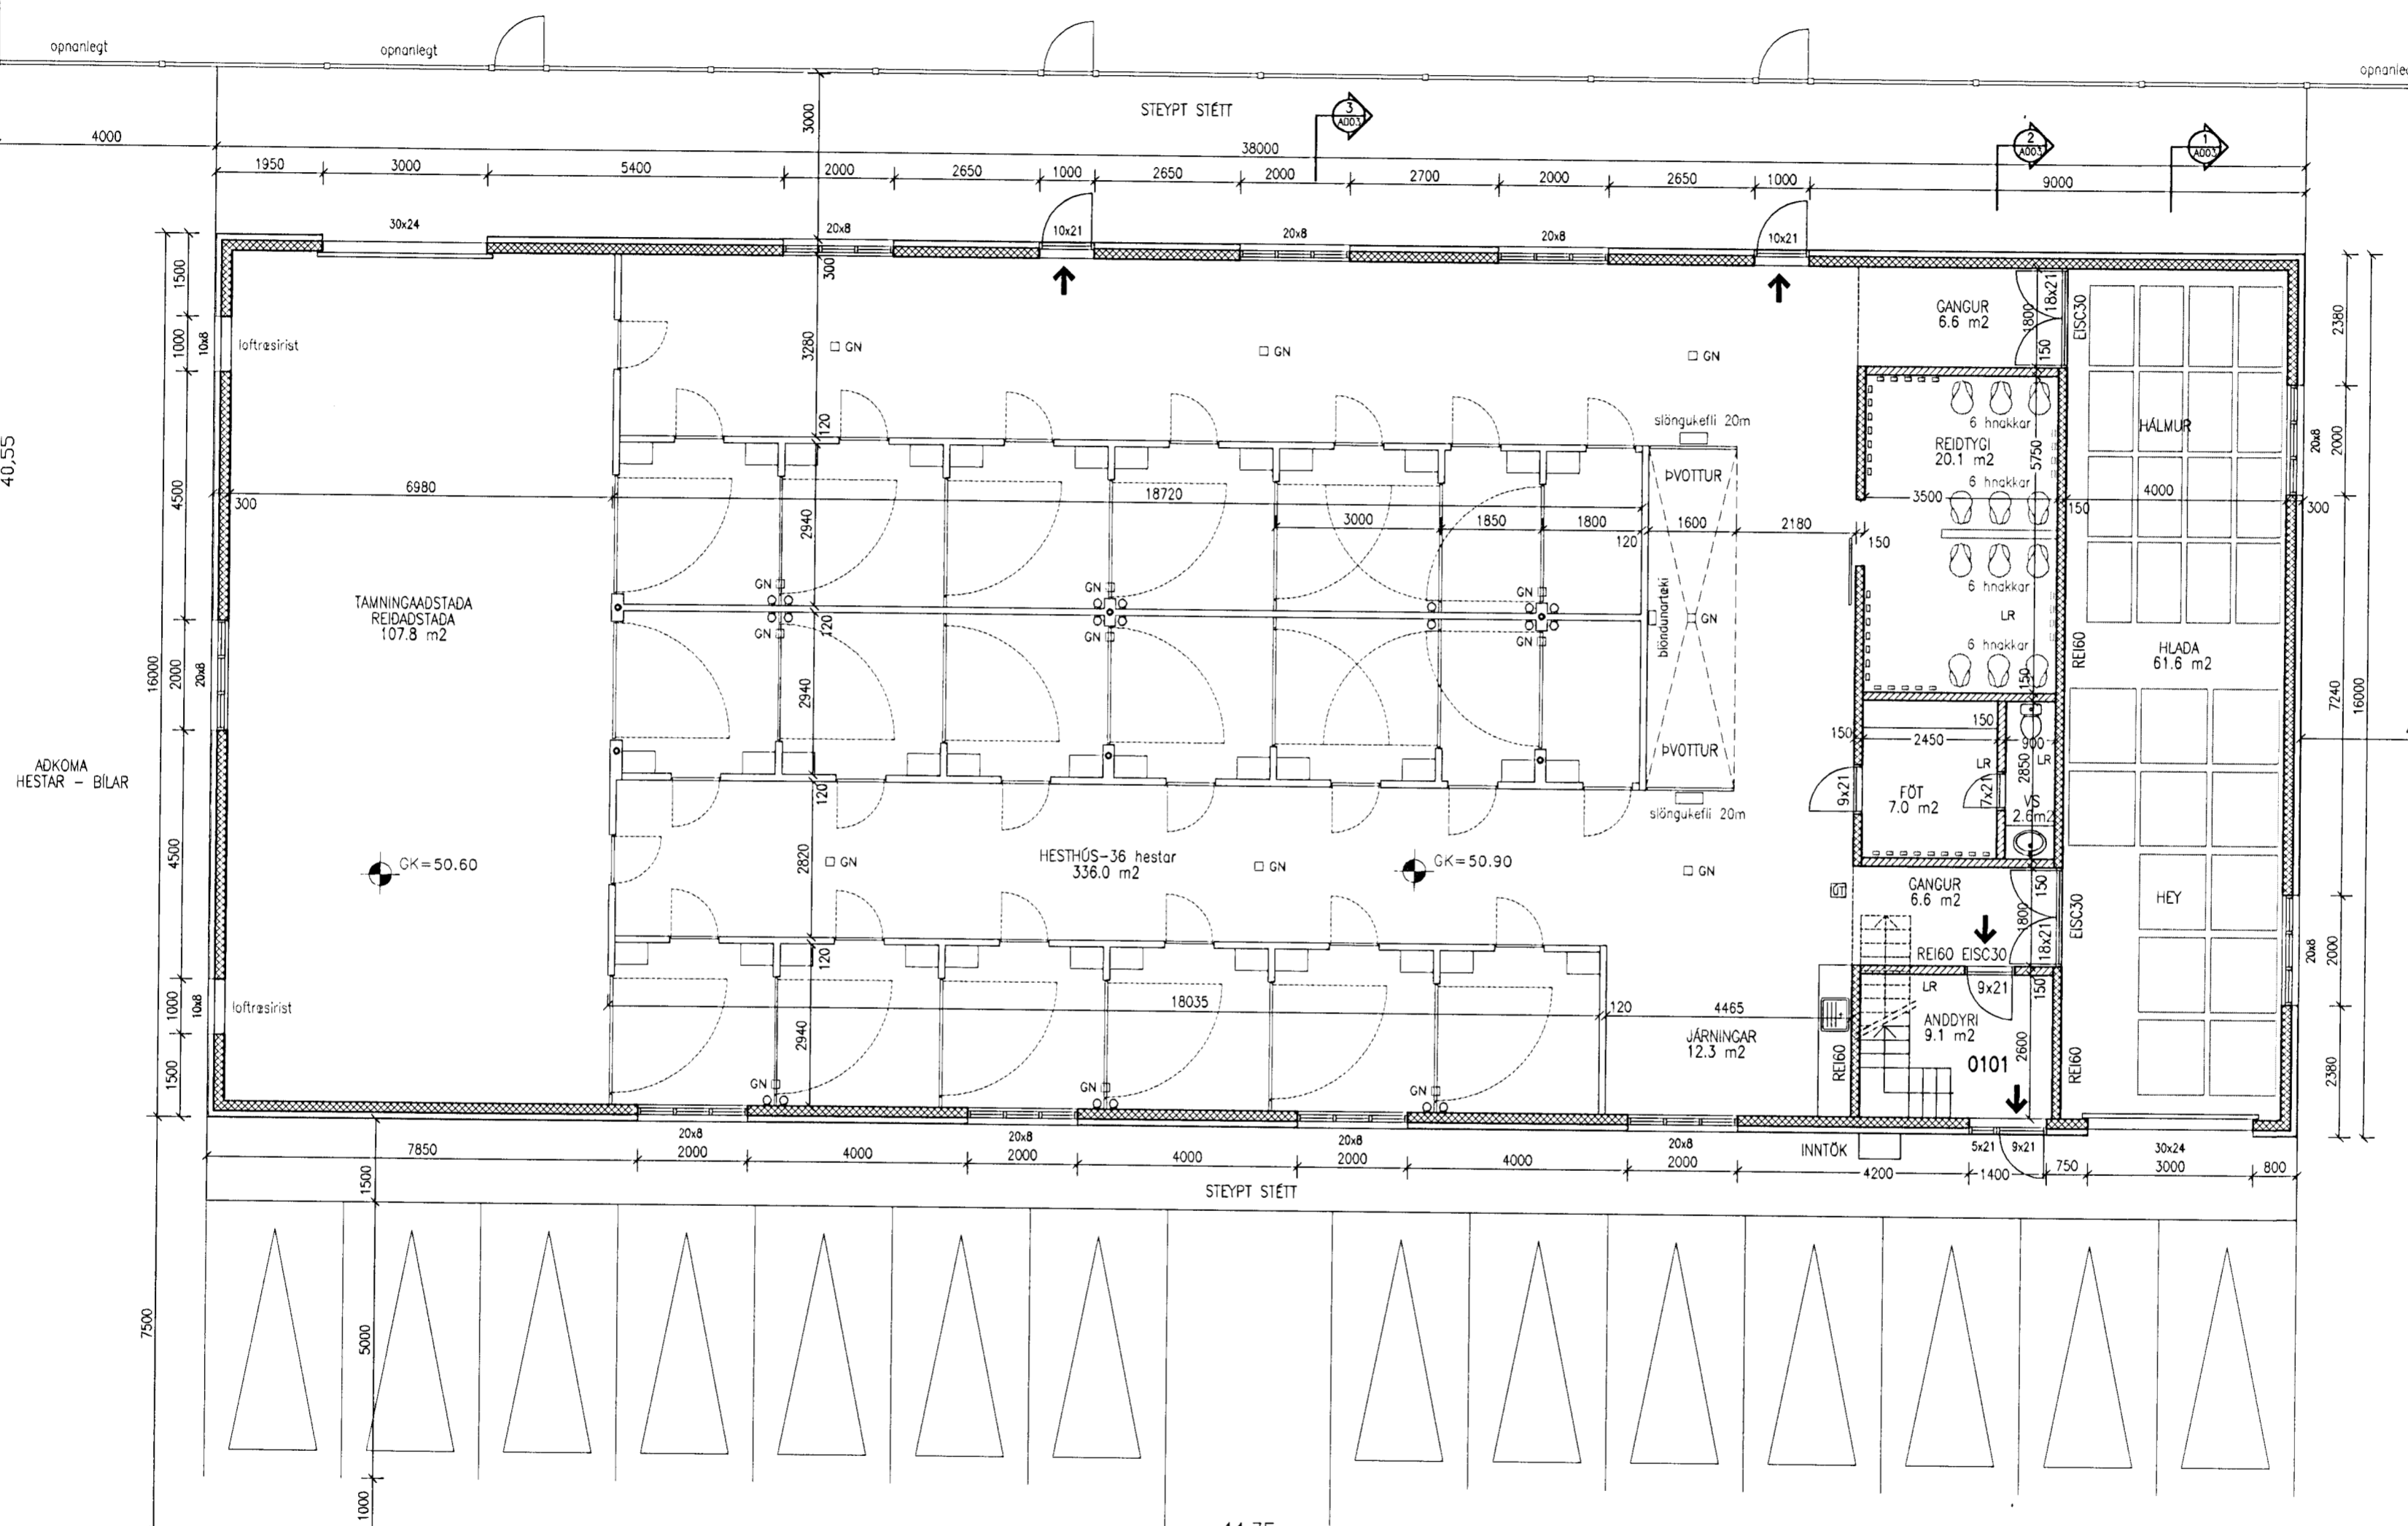 opnanlegt
opnanlegt
STEYPT STÉTT
3
A003
2
A003
1
A003
4000
3000
38000
1950
3000
5400
2000
2650
1000
2650
2000
2700
2000
2650
1000
9000
30x24
20x8
10x21
20x8
20x8
10x21
300
1500
1000
10x8
loftræsirist
3280
GN
GN
GN
GANGUR
6.6 m2
1800
18x21
150
EISC30
2380
40,55
4500
120
slöngukefli 20m
6 hnakkar
REIÐTYGI
20.1 m2
5750
HÁLMUR
20x8
2000
300
6980
18720
ÞVOTTUR
6 hnakkar
3500
4000
150
300
2940
3000
1850
1800
1600
2180
120
150
TAMNINGAAÐSTAÐA
REIÐAÐSTAÐA
107.8 m2
GN
GN
GN
GN
GN
GN
120
blöndunartæki
GN
6 hnakkar
LR
6 hnakkar
150
REI60
HLAÐA
61.6 m2
16000
2000
20x8
2940
7240
16000
AÐKOMA
HESTAR - BÍLAR
ÞVOTTUR
150
150
2450
900
LR
2850
LR
9x21
FÖT
7.0 m2
7x21
VS
2.6m2
120
slöngukefli 20m
4500
GK=50.60
2820
GN
HESTHÚS-36 hestar
336.0 m2
GN
GK=50.90
GN
ÚT
GANGUR
6.6 m2
150
1800
18x21
EISC30
HEY
REI60 EISC30
20x8
2000
120
1000
10x8
loftræsirist
18035
120
4465
LR
9x21
150
JÁRNINGAR
12.3 m2
REI60
ANDDYRI
9.1 m2
2600
0101
REI60
2940
1500
GN
GN
GN
2380
20x8
20x8
20x8
20x8
INNTÖK
5x21
9x21
30x24
7850
2000
4000
2000
4000
2000
4000
2000
4200
1400
750
3000
800
1500
STEYPT STÉTT
7500
5000
1000